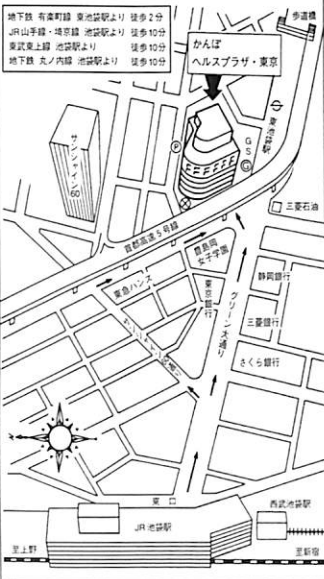 地下鉄 有楽町線 東池袋駅より 徒歩2分
JR山手線・埼京線 池袋駅より 徒歩10分
東武東上線 池袋駅より 徒歩10分
地下鉄 丸ノ内線 池袋駅より 徒歩10分
歩道橋
かんぽ
ヘルスプラザ・東京
東池袋駅
サンシャイン60
P
GS
G
三菱石油
首都高速5号線
豊島岡
女子学園
東急ハンズ
東京銀行
グリーン大通り
静岡銀行
三菱銀行
さくら銀行
東口
JR池袋駅
西武池袋駅
至上野
至新宿